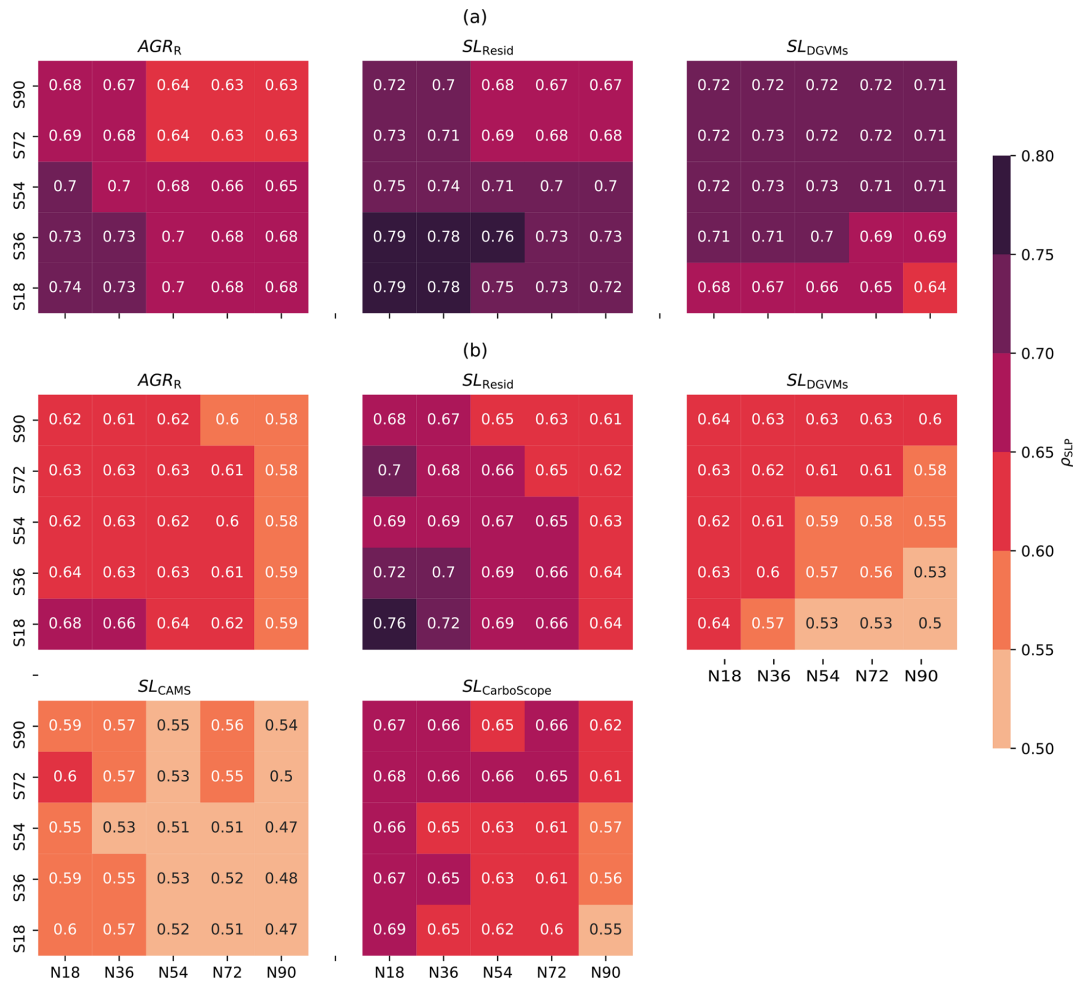 (a)
AGR_R SL_Resid SL_DGVMs
S90 0.68 0.67 0.64 0.63 0.63 0.72 0.7 0.68 0.67 0.67 0.72 0.72 0.72 0.72 0.71
S72 0.69 0.68 0.64 0.63 0.63 0.73 0.71 0.69 0.68 0.68 0.72 0.73 0.72 0.72 0.71
0.80
S54 0.7 0.7 0.68 0.66 0.65 0.75 0.74 0.71 0.7 0.7 0.72 0.73 0.73 0.71 0.71
S36 0.73 0.73 0.7 0.68 0.68 0.79 0.78 0.76 0.73 0.73 0.71 0.71 0.7 0.69 0.69
0.75
S18 0.74 0.73 0.7 0.68 0.68 0.79 0.78 0.75 0.73 0.72 0.68 0.67 0.66 0.65 0.64
(b)
0.70
AGR_R SL_Resid SL_DGVMs
S90 0.62 0.61 0.62 0.6 0.58 0.68 0.67 0.65 0.63 0.61 0.64 0.63 0.63 0.63 0.6
0.65
ρ_SLP
S72 0.63 0.63 0.63 0.61 0.58 0.7 0.68 0.66 0.65 0.62 0.63 0.62 0.61 0.61 0.58
S54 0.62 0.63 0.62 0.6 0.58 0.69 0.69 0.67 0.65 0.63 0.62 0.61 0.59 0.58 0.55
0.60
S36 0.64 0.63 0.63 0.61 0.59 0.72 0.7 0.69 0.66 0.64 0.63 0.6 0.57 0.56 0.53
S18 0.68 0.66 0.64 0.62 0.59 0.76 0.72 0.69 0.66 0.64 0.64 0.57 0.53 0.53 0.5
0.55
N18 N36 N54 N72 N90
SL_CAMS SL_CarboScope
S90 0.59 0.57 0.55 0.56 0.54 0.67 0.66 0.65 0.66 0.62
0.50
S72 0.6 0.57 0.53 0.55 0.5 0.68 0.66 0.66 0.65 0.61
S54 0.55 0.53 0.51 0.51 0.47 0.66 0.65 0.63 0.61 0.57
S36 0.59 0.55 0.53 0.52 0.48 0.67 0.65 0.63 0.61 0.56
S18 0.6 0.57 0.52 0.51 0.47 0.69 0.65 0.62 0.6 0.55
N18 N36 N54 N72 N90 N18 N36 N54 N72 N90